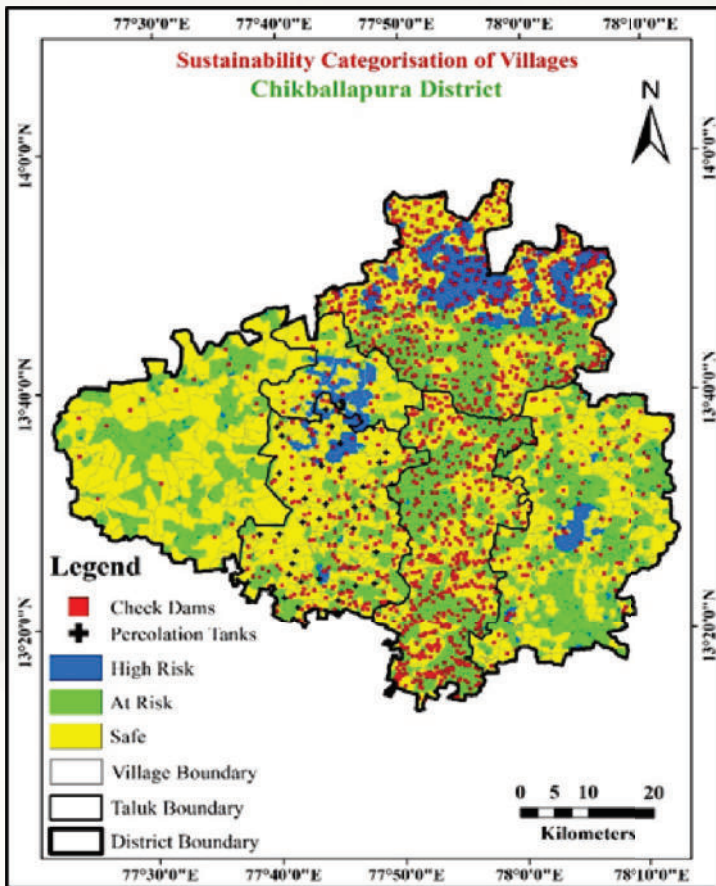 77°30'0"E 77°40'0"E 77°50'0"E 78°0'0"E 78°10'0"E
Sustainability Categorisation of Villages
Chikballapura District
N
14°0'0"N 14°0'0"N
13°40'0"N 13°40'0"N
13°20'0"N 13°20'0"N
Legend
Check Dams
Percolation Tanks
High Risk
At Risk
Safe
Village Boundary
Taluk Boundary
District Boundary
0 5 10 20
Kilometers
77°30'0"E 77°40'0"E 77°50'0"E 78°0'0"E 78°10'0"E